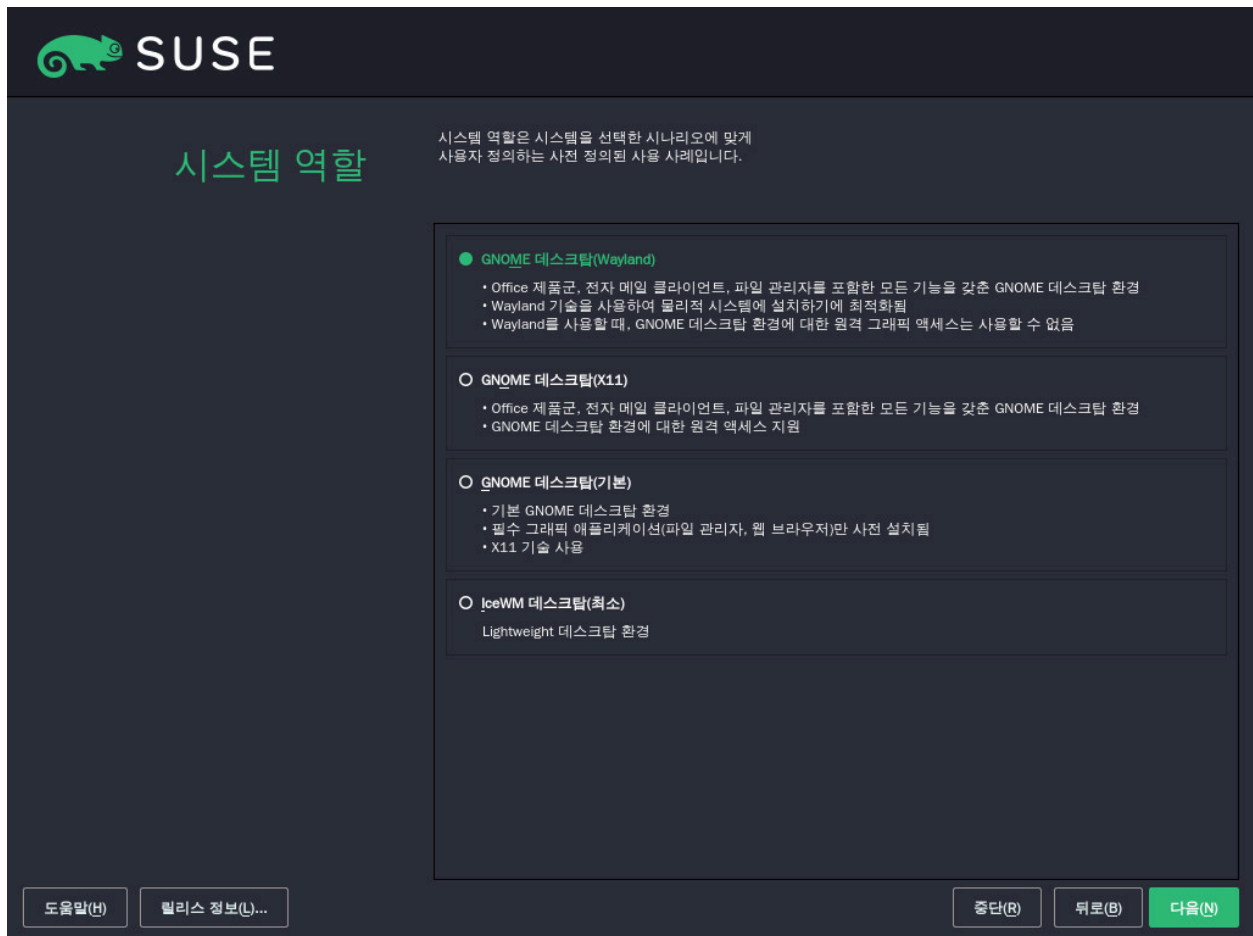 SUSE
시스템 역할
시스템 역할은 시스템을 선택한 시나리오에 맞게
사용자 정의하는 사전 정의된 사용 사례입니다.
GNOME 데스크탑(Wayland)
• Office 제품군, 전자 메일 클라이언트, 파일 관리자를 포함한 모든 기능을 갖춘 GNOME 데스크탑 환경
• Wayland 기술을 사용하여 물리적 시스템에 설치하기에 최적화됨
• Wayland를 사용할 때, GNOME 데스크탑 환경에 대한 원격 그래픽 액세스는 사용할 수 없음
GNOME 데스크탑(X11)
• Office 제품군, 전자 메일 클라이언트, 파일 관리자를 포함한 모든 기능을 갖춘 GNOME 데스크탑 환경
• GNOME 데스크탑 환경에 대한 원격 액세스 지원
GNOME 데스크탑(기본)
• 기본 GNOME 데스크탑 환경
• 필수 그래픽 애플리케이션(파일 관리자, 웹 브라우저)만 사전 설치됨
• X11 기술 사용
IceWM 데스크탑(최소)
Lightweight 데스크탑 환경
도움말(H)
릴리스 정보(L)...
중단(R)
뒤로(B)
다음(N)